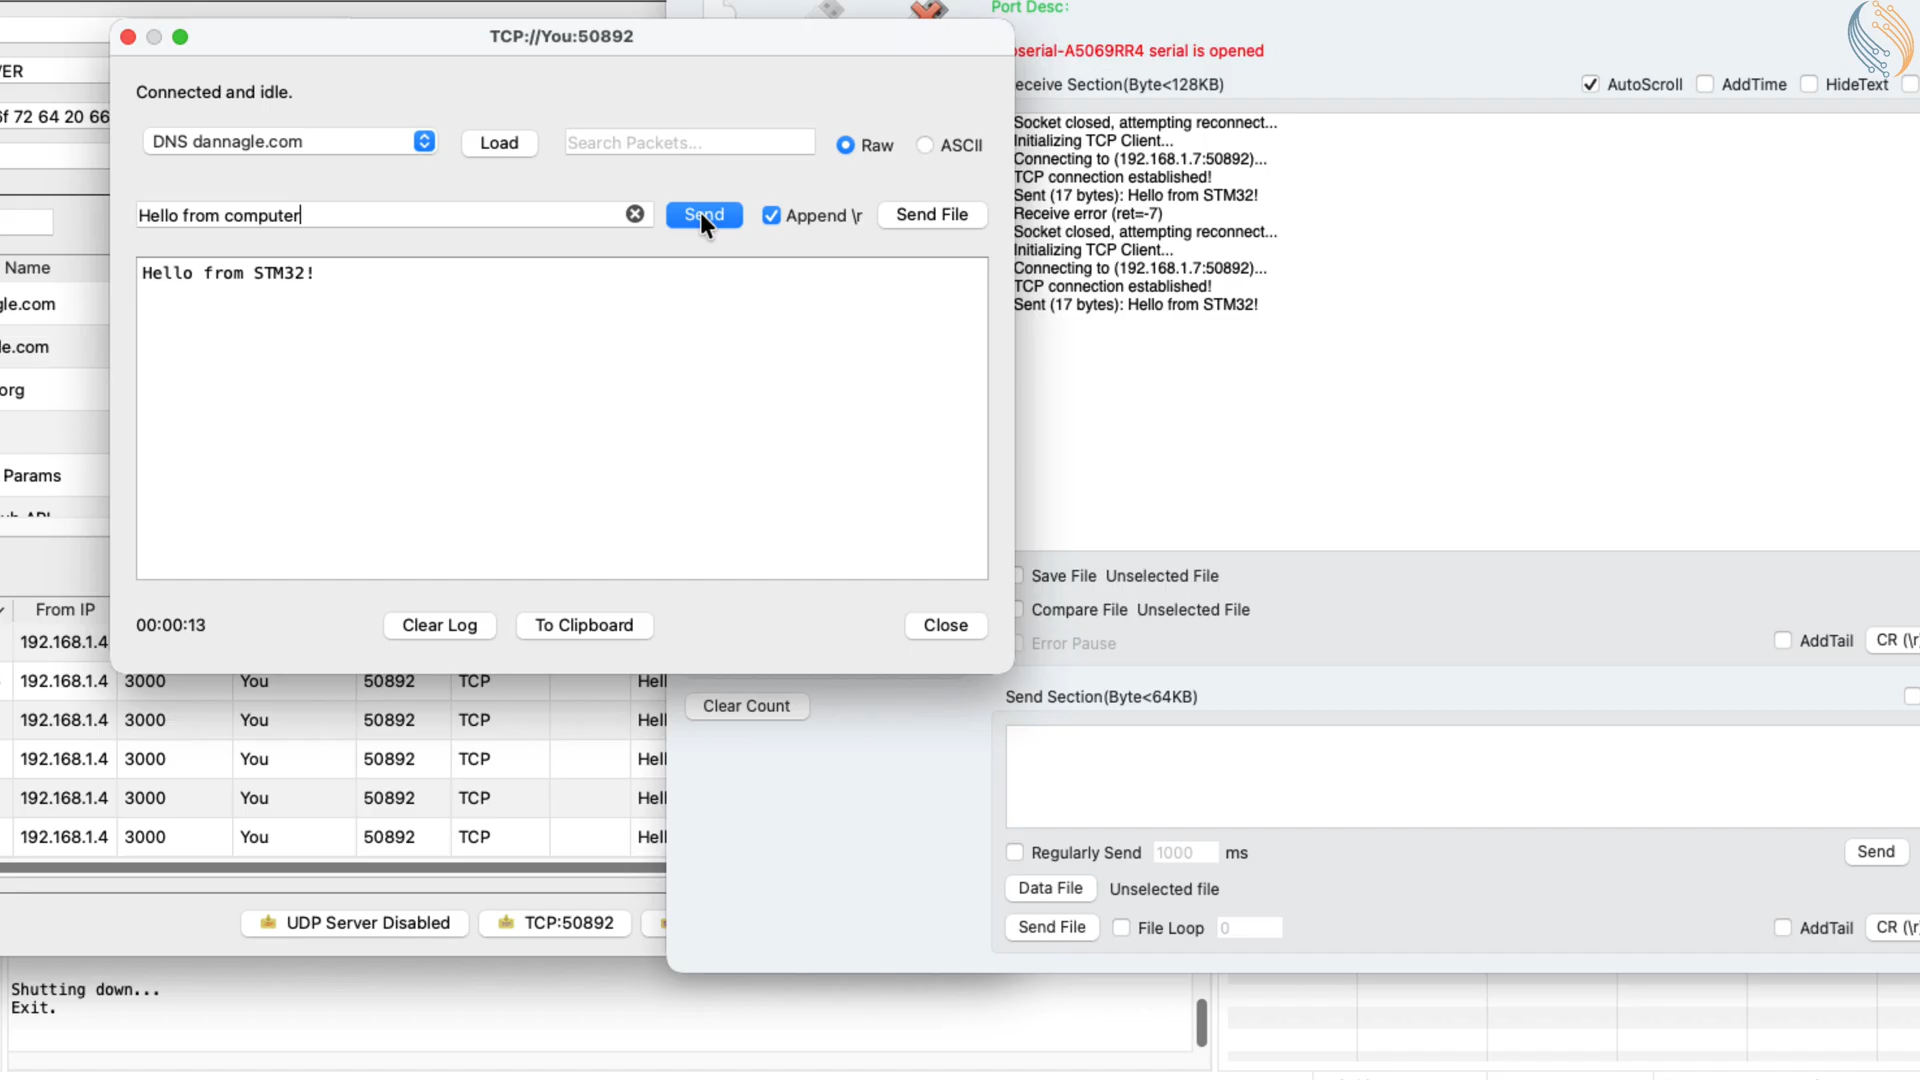 TCP://You:50892
Connected and idle.
DNS dannagle.com
Load
Search Packets...
Raw
ASCII
Hello from computer
Send
Append \r
Send File
Hello from STM32!
00:00:13
Clear Log
To Clipboard
Close
Port Desc:
oserial-A5069RR4 serial is opened
eceive Section(Byte<128KB)
AutoScroll
AddTime
HideText
Socket closed, attempting reconnect...
Initializing TCP Client...
Connecting to (192.168.1.7:50892)...
TCP connection established!
Sent (17 bytes): Hello from STM32!
Receive error (ret=-7)
Socket closed, attempting reconnect...
Initializing TCP Client...
Connecting to (192.168.1.7:50892)...
TCP connection established!
Sent (17 bytes): Hello from STM32!
Save File Unselected File
Compare File Unselected File
Error Pause
AddTail
CR (\r
Clear Count
Send Section(Byte<64KB)
Regularly Send 1000 ms
Send
Data File Unselected file
Send File
File Loop 0
AddTail
CR (\r
VER
6f 72 64 20 66
Name
gle.com
le.com
org
Params
From IP
192.168.1.4
192.168.1.4 3000 You 50892 TCP Hell
192.168.1.4 3000 You 50892 TCP Hell
192.168.1.4 3000 You 50892 TCP Hell
192.168.1.4 3000 You 50892 TCP Hell
192.168.1.4 3000 You 50892 TCP Hell
UDP Server Disabled
TCP:50892
Shutting down...
Exit.